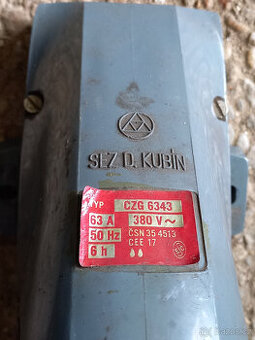 SEZ D. KUBÍN
TYP CZG 6343
63 A 380 V ~
50 Hz ČSN 35 4513
6 h CEE 17